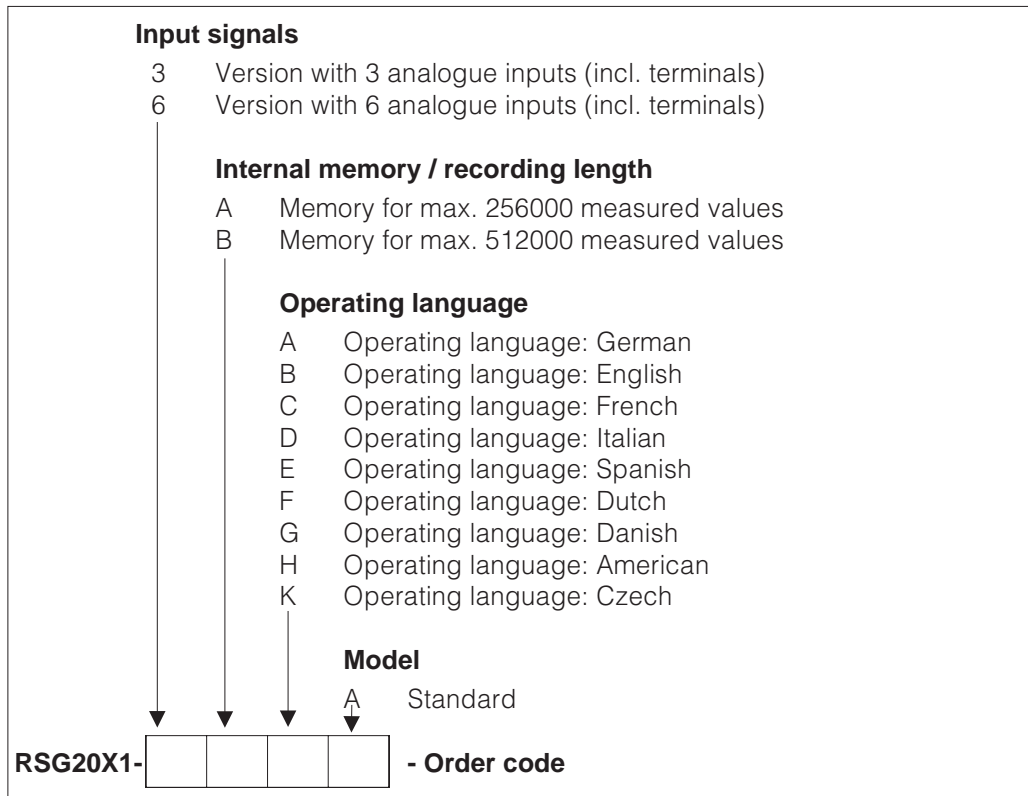 Input signals
3 Version with 3 analogue inputs (incl. terminals)
6 Version with 6 analogue inputs (incl. terminals)
Internal memory / recording length
A Memory for max. 256000 measured values
B Memory for max. 512000 measured values
Operating language
A Operating language: German
B Operating language: English
C Operating language: French
D Operating language: Italian
E Operating language: Spanish
F Operating language: Dutch
G Operating language: Danish
H Operating language: American
K Operating language: Czech
Model
A Standard
RSG20X1- - Order code